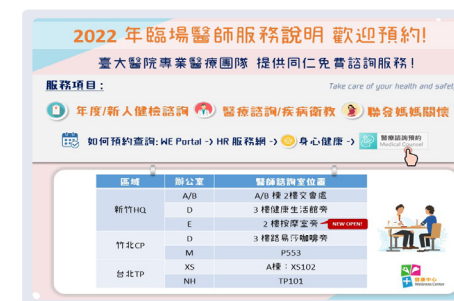 2022 年臨場醫師服務說明 歡迎預約!
臺大醫院專業醫療團隊 提供同仁免費諮詢服務!
服務項目:
Take care of your health and safety
年度/新人健檢諮詢
醫療諮詢/疾病衛教
聯發媽媽關懷
如何預約查詢: WE Portal -> HR 服務網 -> 身心健康 ->
醫療諮詢預約
Medical Counsel
區域 辦公室 醫師諮詢室位置
新竹HQ
A/B A/B 棟 2樓交會處
D 3 樓健康生活館旁
E 2 樓按摩室旁 NEW OPEN!
竹北CP
D 3 樓路易莎咖啡旁
M P553
台北TP
XS A棟:XS102
NH TP101
健康中心
Wellness Center